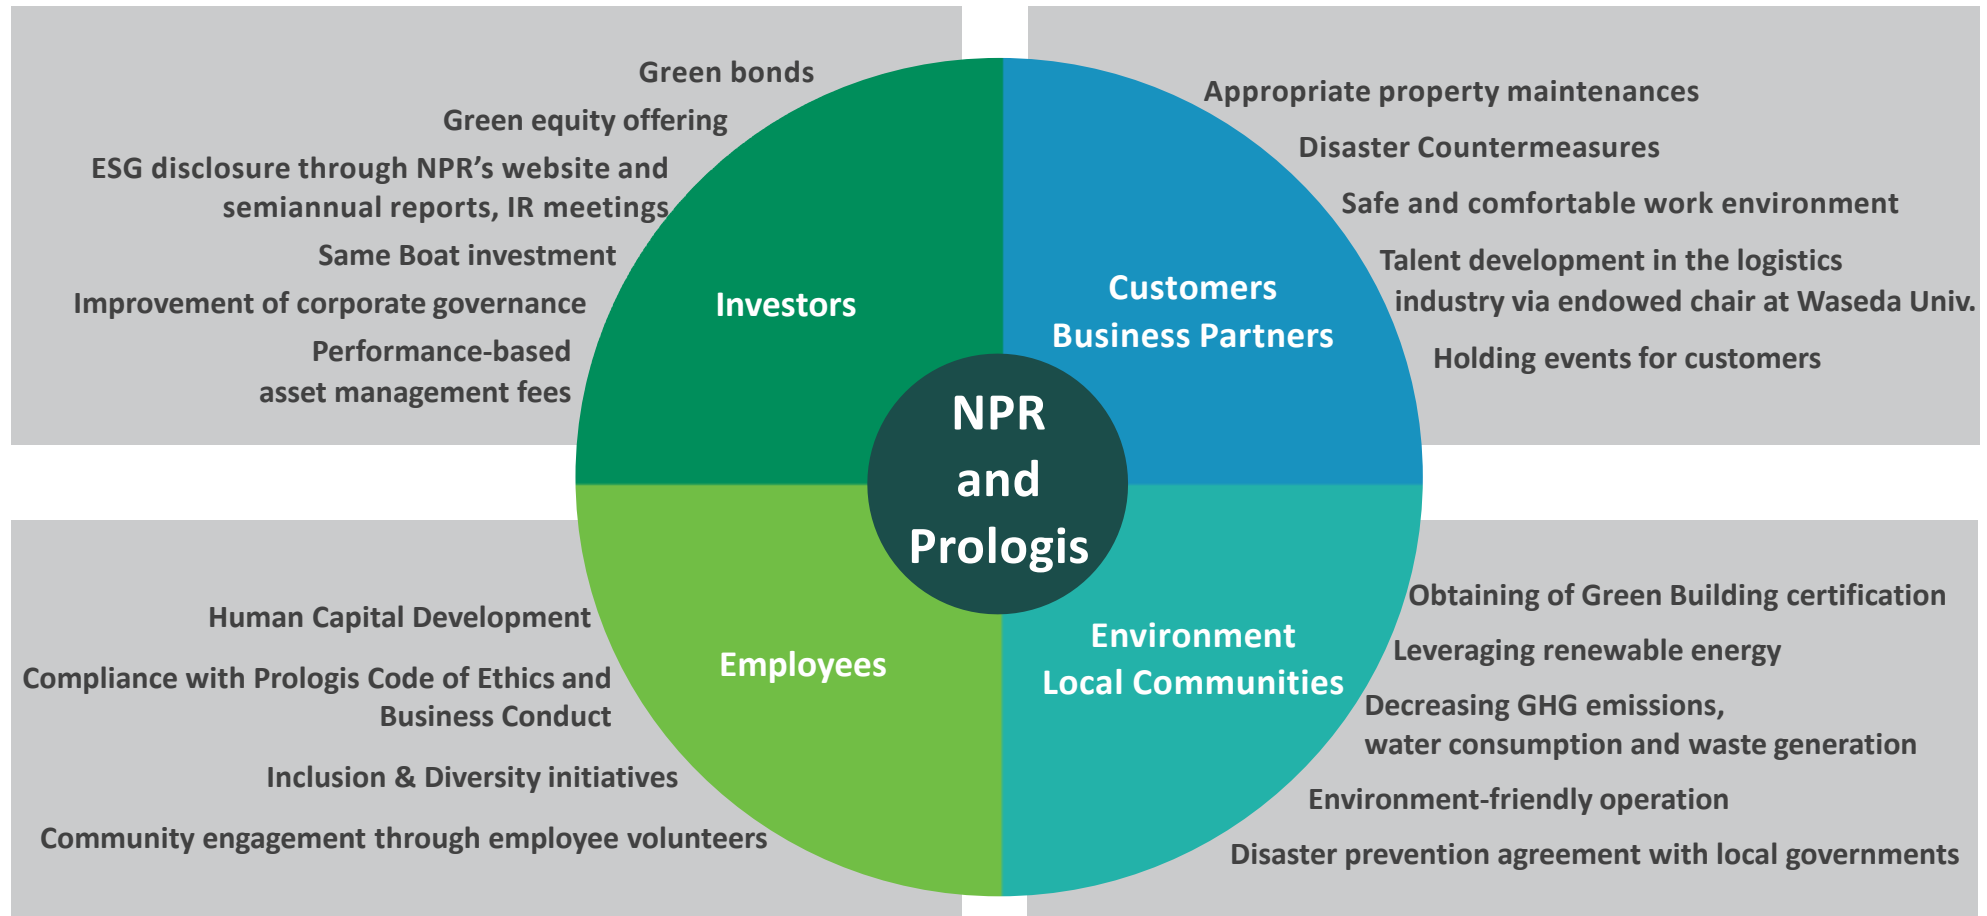 Green bonds
Green equity offering
ESG disclosure through NPR’s website and
semiannual reports, IR meetings
Same Boat investment
Improvement of corporate governance
Performance-based
asset management fees
Investors
Appropriate property maintenances
Disaster Countermeasures
Safe and comfortable work environment
Talent development in the logistics
industry via endowed chair at Waseda Univ.
Holding events for customers
Customers
Business Partners
NPR
and
Prologis
Human Capital Development
Compliance with Prologis Code of Ethics and
Business Conduct
Inclusion & Diversity initiatives
Community engagement through employee volunteers
Employees
Environment
Local Communities
Obtaining of Green Building certification
Leveraging renewable energy
Decreasing GHG emissions,
water consumption and waste generation
Environment-friendly operation
Disaster prevention agreement with local governments